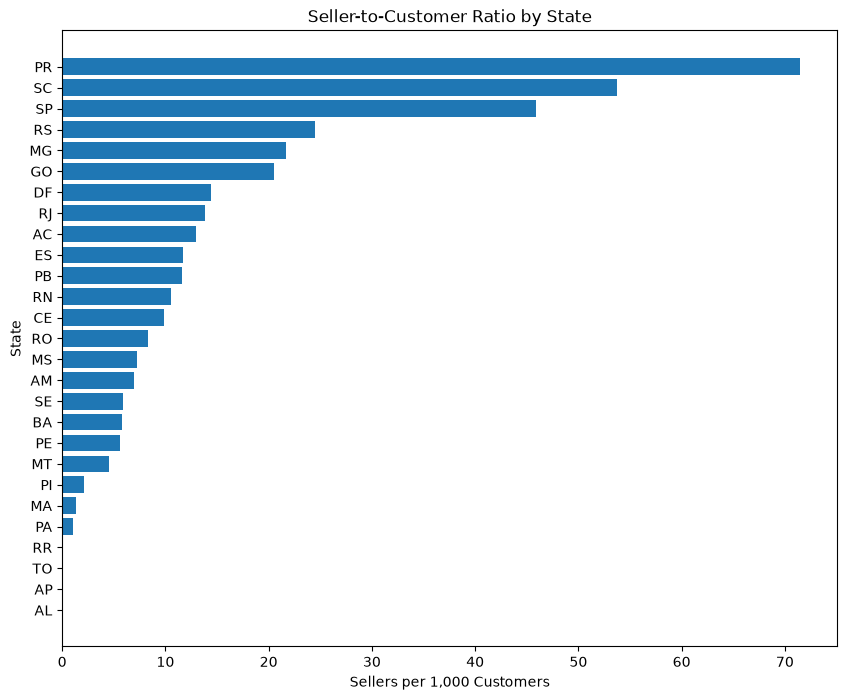 Seller-to-Customer Ratio by State
PR
SC
SP
RS
MG
GO
DF
RJ
AC
ES
PB
RN
CE
RO
MS
AM
SE
BA
PE
MT
PI
MA
PA
RR
TO
AP
AL
State
0 10 20 30 40 50 60 70
Sellers per 1,000 Customers